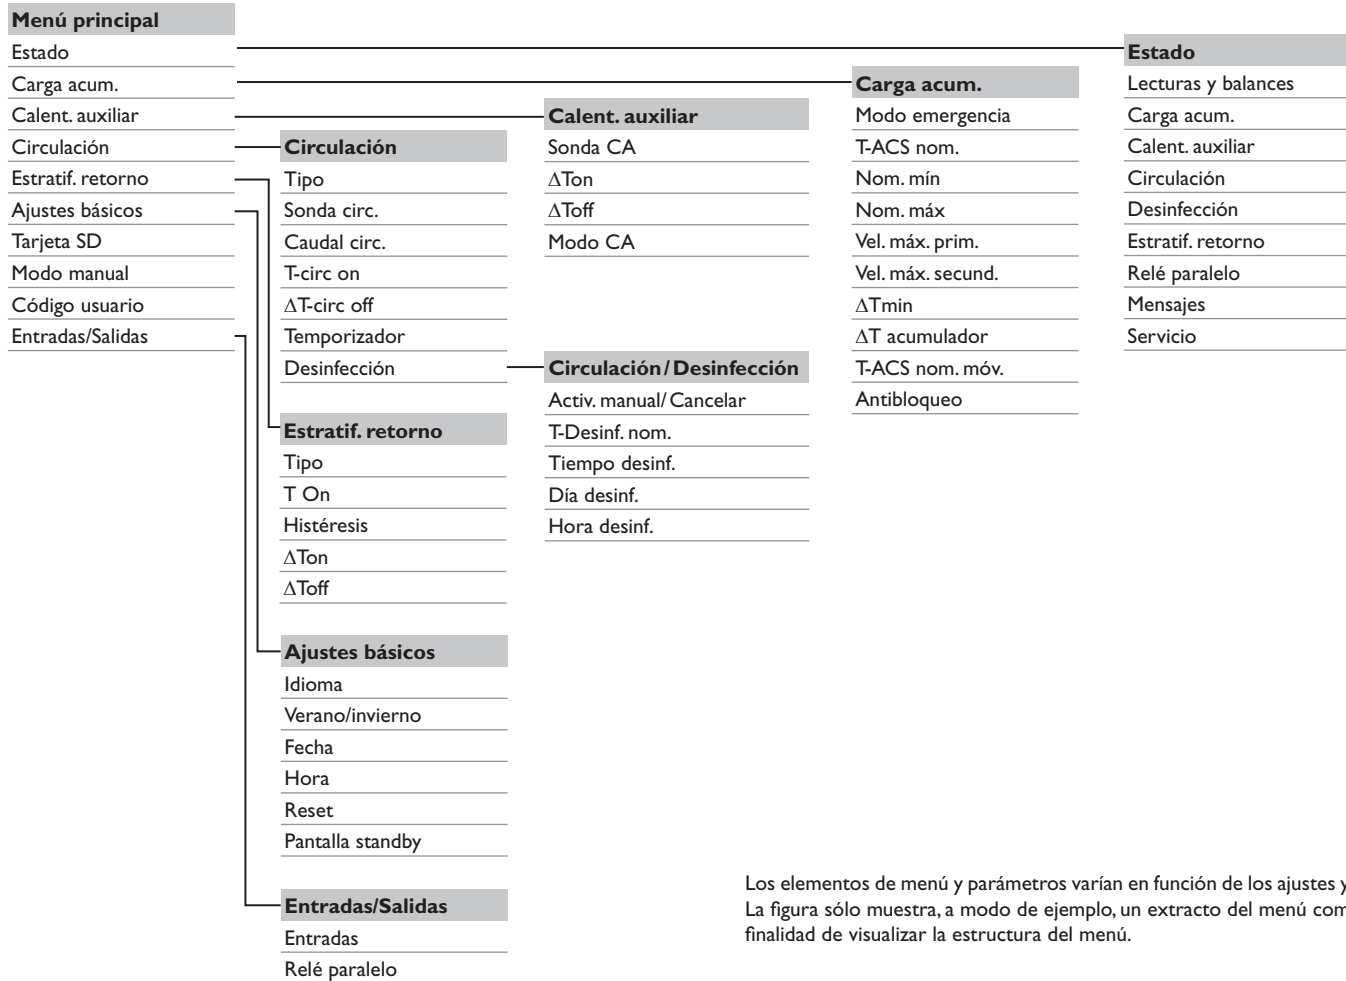 Menú principal
Estado
Carga acum.
Calent. auxiliar
Circulación
Estratif. retorno
Ajustes básicos
Tarjeta SD
Modo manual
Código usuario
Entradas/Salidas
Circulación
Tipo
Sonda circ.
Caudal circ.
T-circ on
ΔT-circ off
Temporizador
Desinfección
Estratif. retorno
Tipo
T On
Histéresis
ΔTon
ΔToff
Ajustes básicos
Idioma
Verano/invierno
Fecha
Hora
Reset
Pantalla standby
Entradas/Salidas
Entradas
Relé paralelo
Calent. auxiliar
Sonda CA
ΔTon
ΔToff
Modo CA
Circulación / Desinfección
Activ. manual/ Cancelar
T-Desinf. nom.
Tiempo desinf.
Día desinf.
Hora desinf.
Carga acum.
Modo emergencia
T-ACS nom.
Nom. mín
Nom. máx
Vel. máx. prim.
Vel. máx. secund.
ΔTmin
ΔT acumulador
T-ACS nom. móv.
Antibloqueo
Estado
Lecturas y balances
Carga acum.
Calent. auxiliar
Circulación
Desinfección
Estratif. retorno
Relé paralelo
Mensajes
Servicio
Los elementos de menú y parámetros varían en función de los ajustes y
La figura sólo muestra, a modo de ejemplo, un extracto del menú com
finalidad de visualizar la estructura del menú.